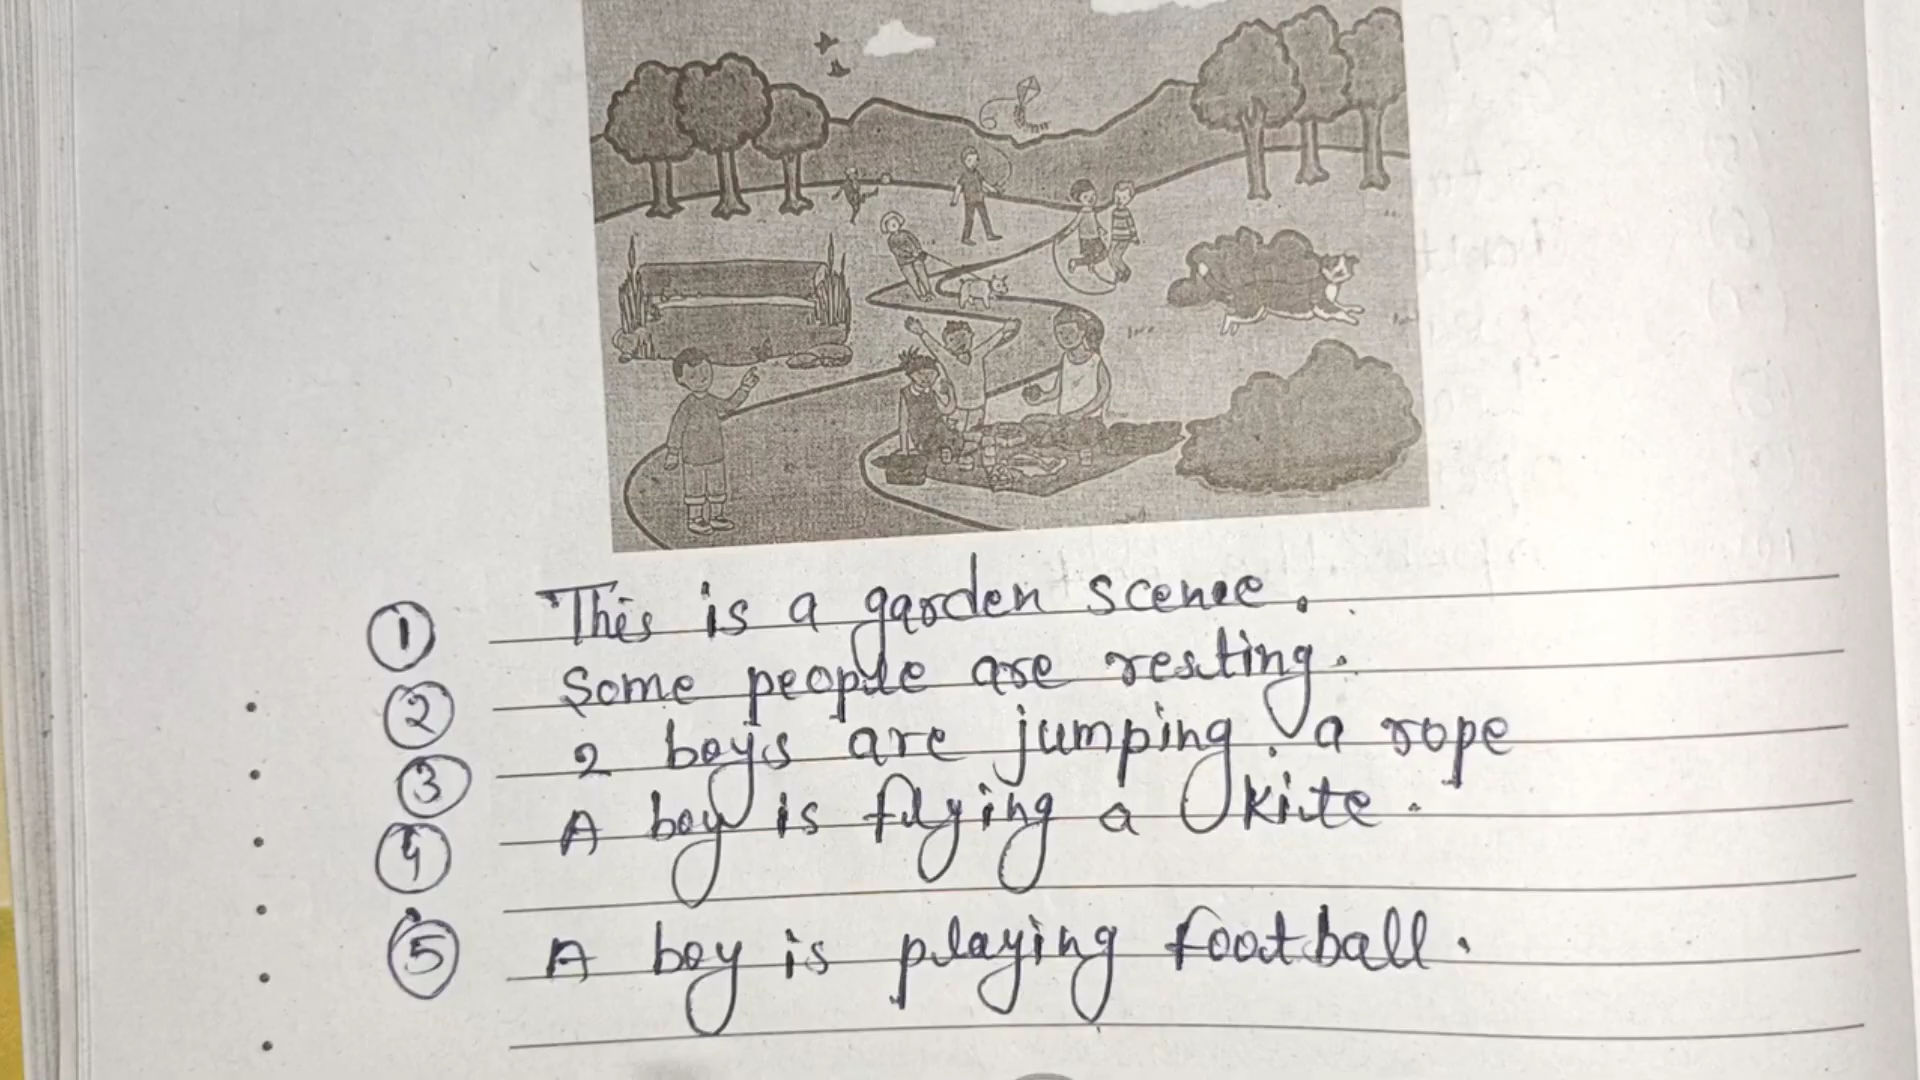 ① This is a garden scene.
② Some people are resting.
③ 2 boys are jumping. a rope
④ A boy is flying a kite.
⑤ A boy is playing football.